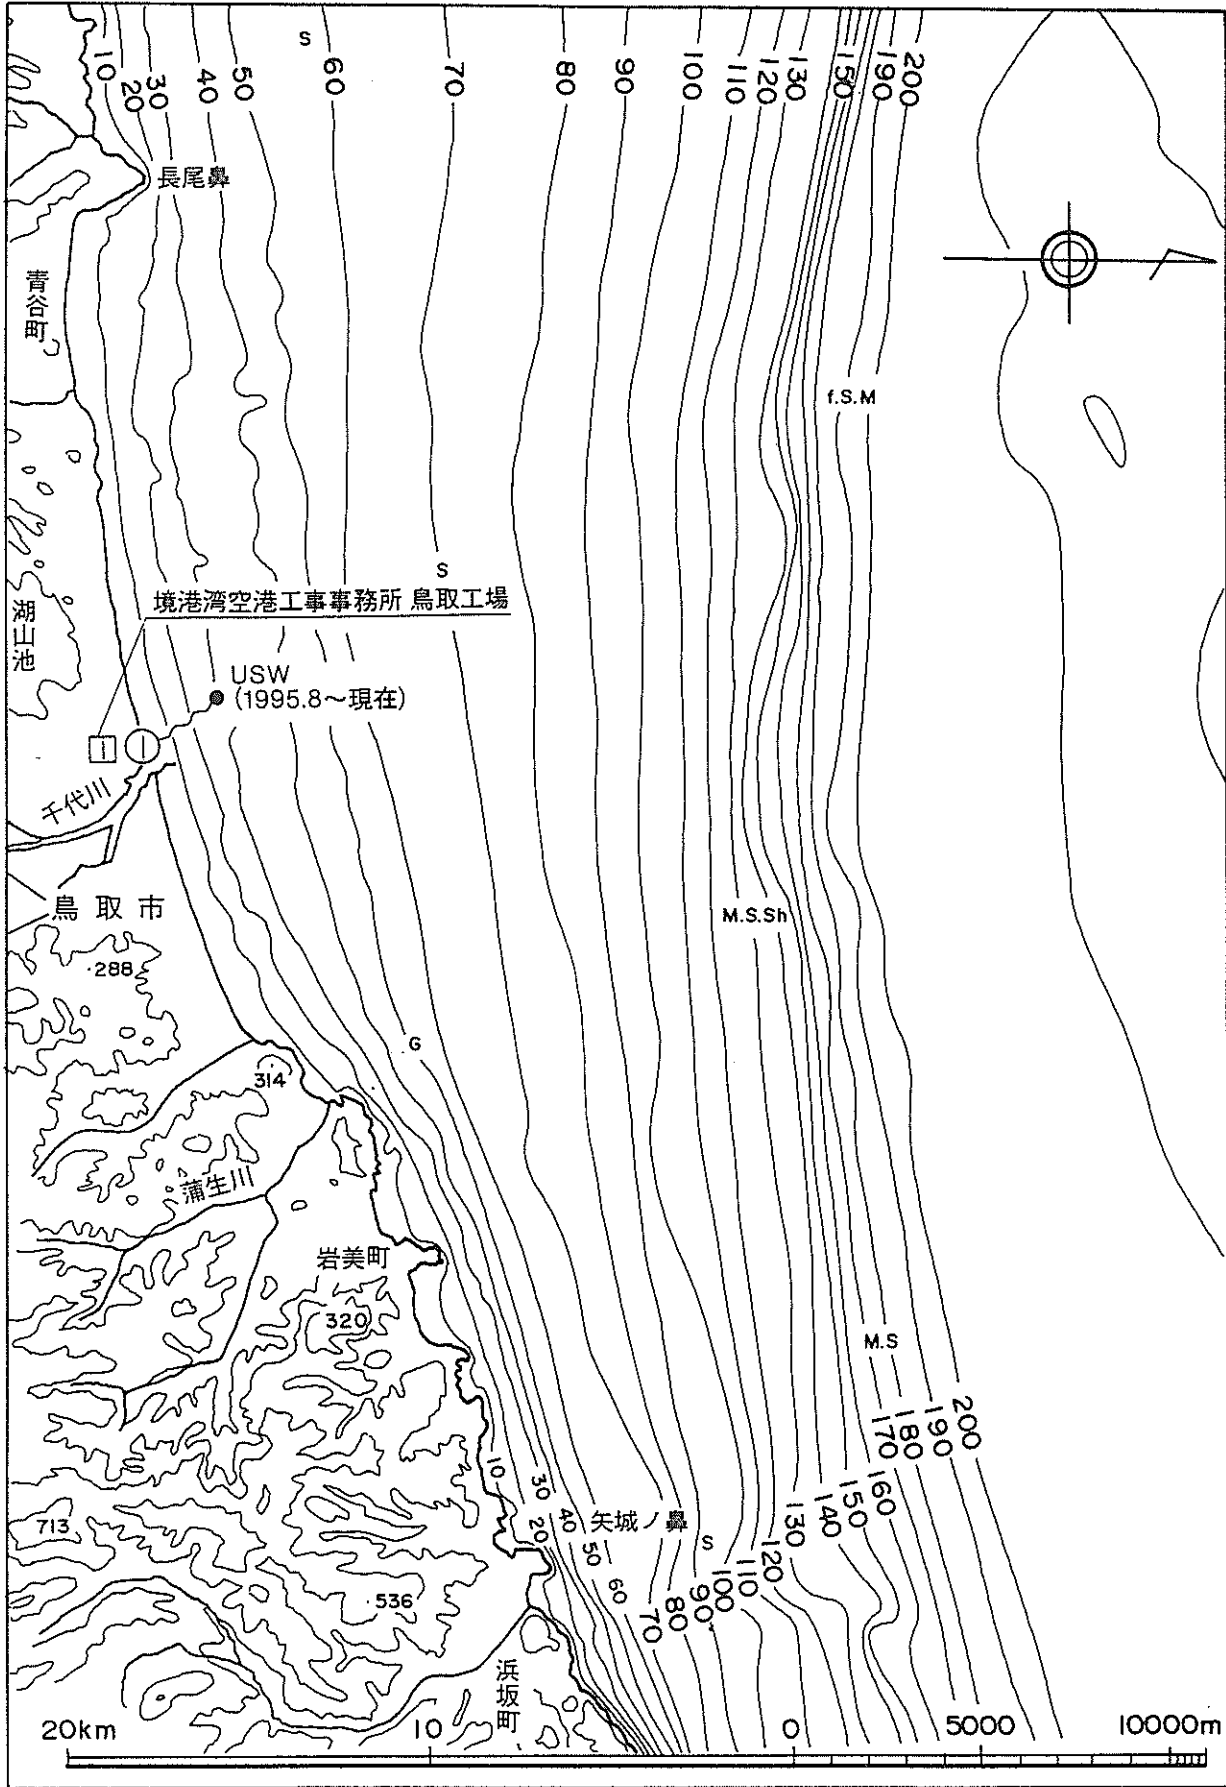 10
20
30
40
50
S
60
70
80
90
100
110
120
130
150
190
200
長尾鼻
青谷町
f.S.M
湖山池
S
境港湾空港工事事務所 鳥取工場
USW
(1995.8～現在)
千代川
鳥取市
M.S.Sh
288
G
314
蒲生川
岩美町
320
M.S
200
190
180
170
160
150
140
130
120
110
100
90
80
70
10
30
20
40
50
60
矢城ノ鼻
S
713
536
浜坂町
20km
10
0
5000
10000m